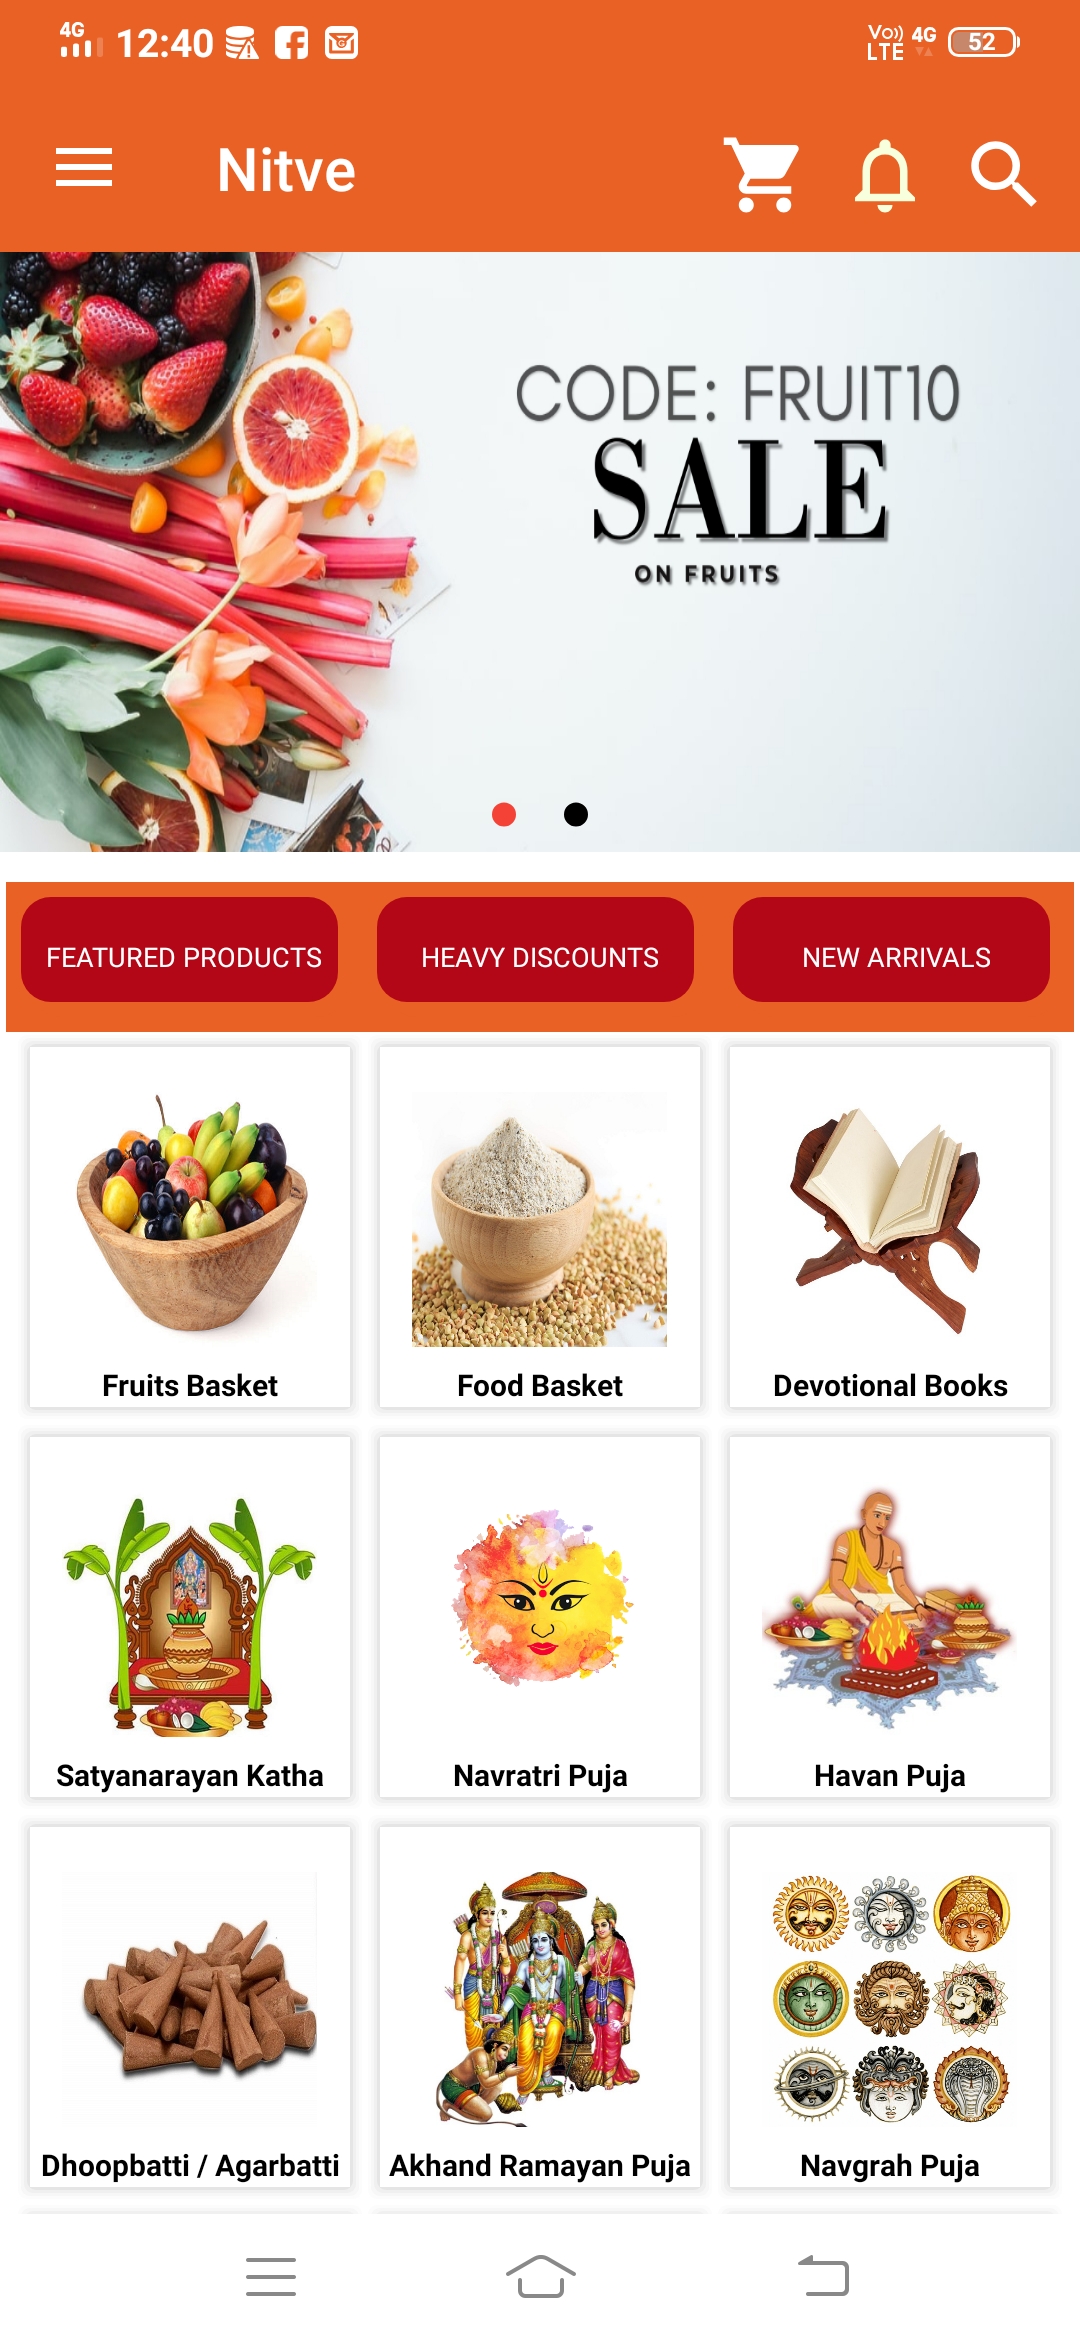 4G 12:40 Vo)) LTE 4G 52
Nitve
CODE: FRUIT10
SALE
ON FRUITS
FEATURED PRODUCTS HEAVY DISCOUNTS NEW ARRIVALS
Fruits Basket Food Basket Devotional Books
Satyanarayan Katha Navratri Puja Havan Puja
Dhoopbatti / Agarbatti Akhand Ramayan Puja Navgrah Puja